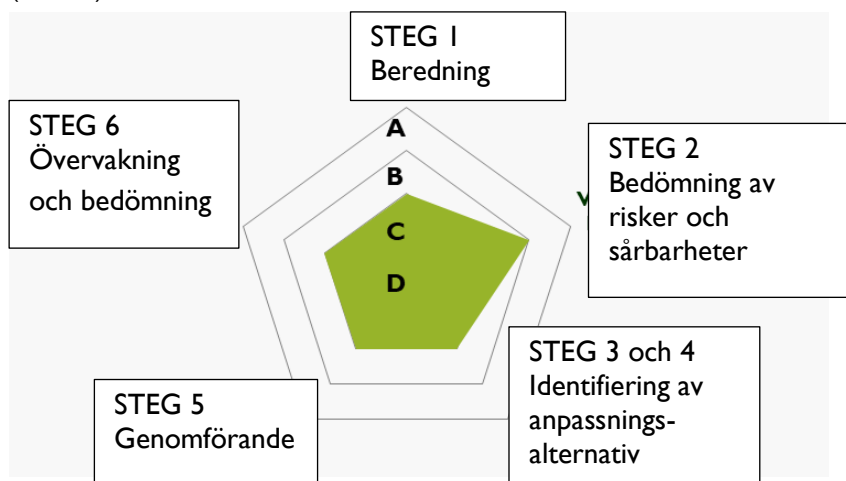 STEG 1
Beredning
STEG 6
Övervakning
och bedömning
A
B
C
D
STEG 2
Bedömning av
risker och
sårbarheter
STEG 3 och 4
Identifiering av
anpassnings-
alternativ
STEG 5
Genomförande